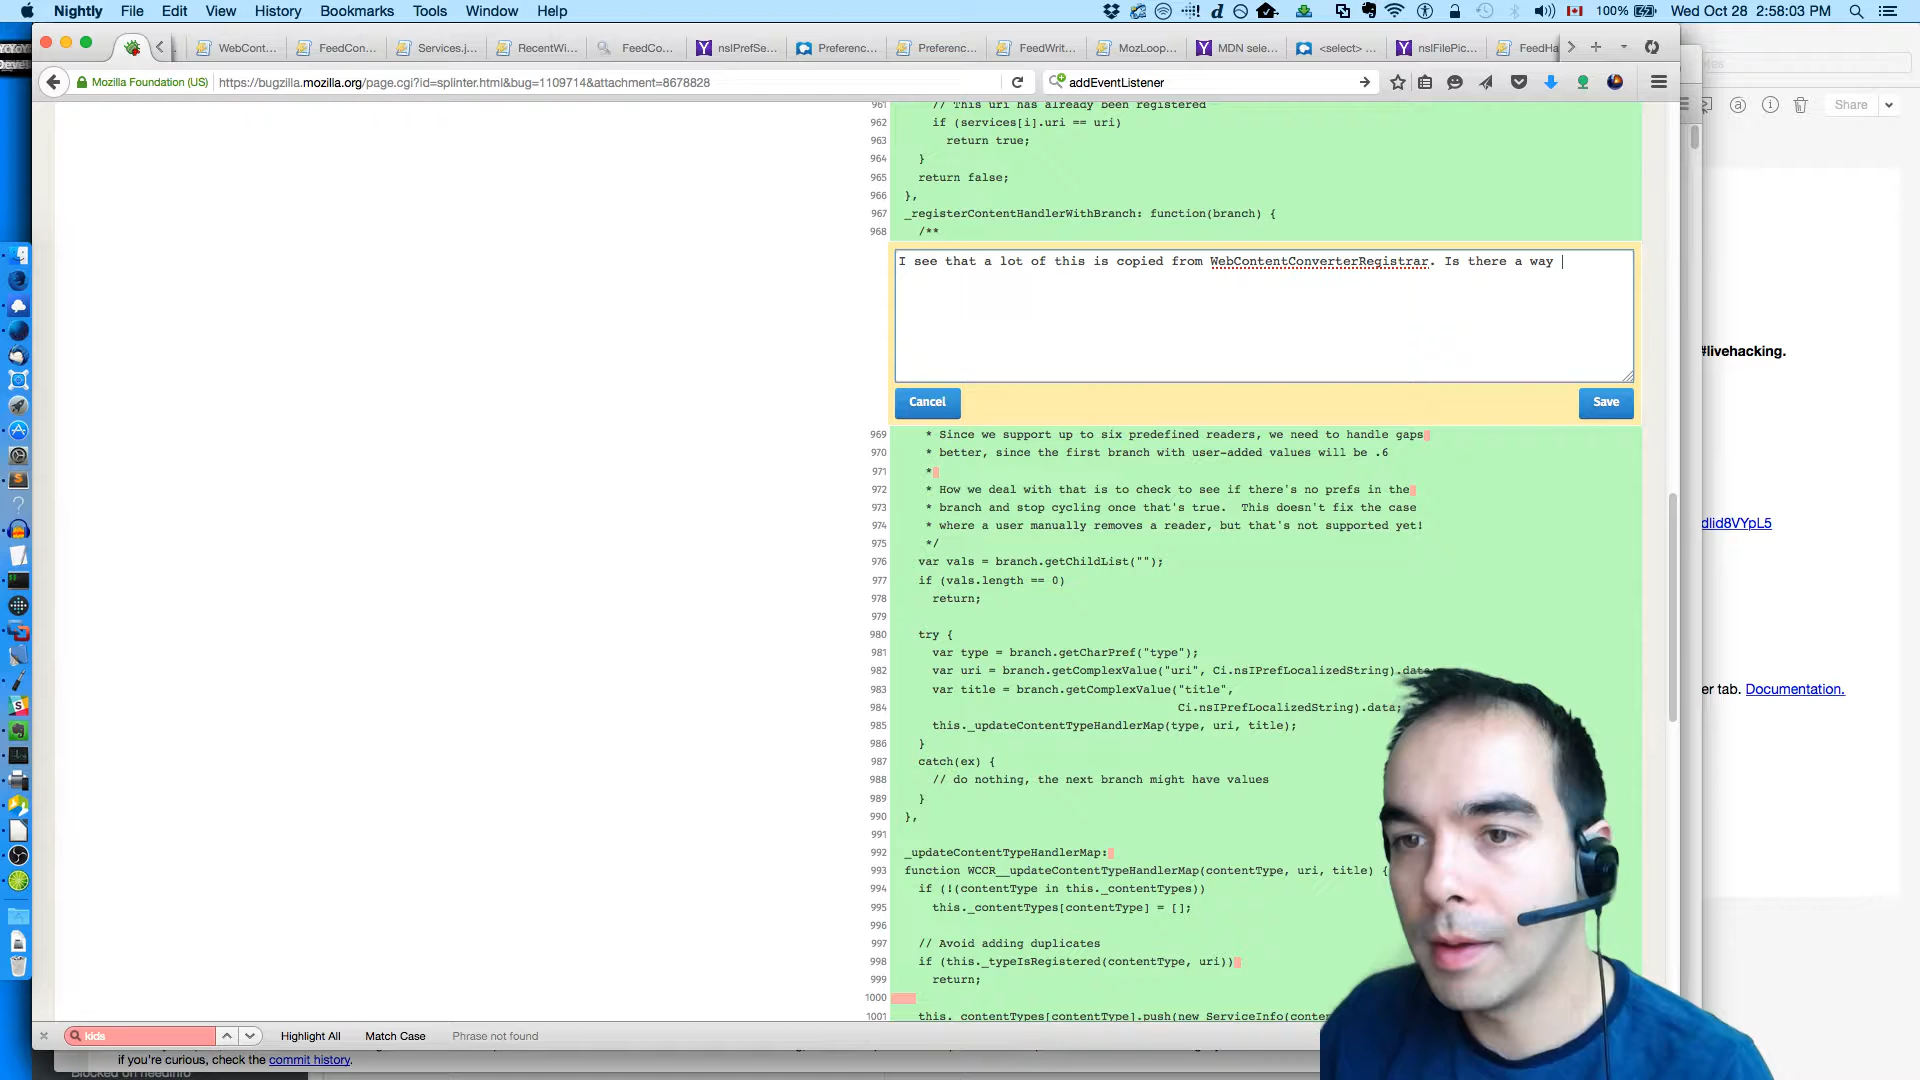 Nightly File Edit View History Bookmarks Tools Window Help 100% Wed Oct 28 2:58:03 PM
WebCont... FeedCon... Services.j... RecentWi... FeedCo... nsIPrefSe... Preferenc... Preferenc... FeedWrit... MozLoop... MDN sele... <select> ... nsIFilePic... FeedHa
Mozilla Foundation (US) https://bugzilla.mozilla.org/page.cgi?id=splinter.html&bug=1109714&attachment=8678828 addEventListener
Share
961 // This uri has already been registered
962 if (services[i].uri == uri)
963 return true;
964 }
965 return false;
966 },
967 _registerContentHandlerWithBranch: function(branch) {
968 /**
I see that a lot of this is copied from WebContentConverterRegistrar. Is there a way
Cancel Save
#livehacking.
969 * Since we support up to six predefined readers, we need to handle gaps
970 * better, since the first branch with user-added values will be .6
971 *
972 * How we deal with that is to check to see if there's no prefs in the
973 * branch and stop cycling once that's true. This doesn't fix the case
974 * where a user manually removes a reader, but that's not supported yet!
dlid8VYpL5
975 */
976 var vals = branch.getChildList("");
977 if (vals.length == 0)
978 return;
979
980 try {
981 var type = branch.getCharPref("type");
982 var uri = branch.getComplexValue("uri", Ci.nsIPrefLocalizedString).data;
983 var title = branch.getComplexValue("title",
er tab. Documentation.
984 Ci.nsIPrefLocalizedString).data;
985 this._updateContentTypeHandlerMap(type, uri, title);
986 }
987 catch(ex) {
988 // do nothing, the next branch might have values
989 }
990 },
991
992 _updateContentTypeHandlerMap:
993 function WCCR__updateContentTypeHandlerMap(contentType, uri, title) {
994 if (!(contentType in this._contentTypes))
995 this._contentTypes[contentType] = [];
996
997 // Avoid adding duplicates
998 if (this._typeIsRegistered(contentType, uri))
999 return;
1000
1001 this._contentTypes[contentType].push(new ServiceInfo(conten
kids Highlight All Match Case Phrase not found
if you're curious, check the commit history.
Blocked on needinfo